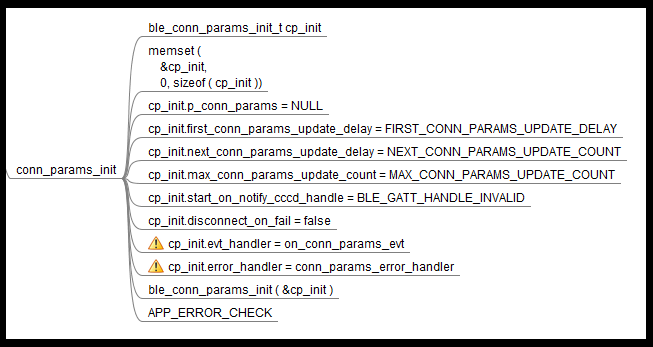 ble_conn_params_init_t cp_init
memset (
&cp_init,
0, sizeof ( cp_init ))
cp_init.p_conn_params = NULL
cp_init.first_conn_params_update_delay = FIRST_CONN_PARAMS_UPDATE_DELAY
cp_init.next_conn_params_update_delay = NEXT_CONN_PARAMS_UPDATE_COUNT
conn_params_init
cp_init.max_conn_params_update_count = MAX_CONN_PARAMS_UPDATE_COUNT
cp_init.start_on_notify_cccd_handle = BLE_GATT_HANDLE_INVALID
cp_init.disconnect_on_fail = false
cp_init.evt_handler = on_conn_params_evt
cp_init.error_handler = conn_params_error_handler
ble_conn_params_init ( &cp_init )
APP_ERROR_CHECK